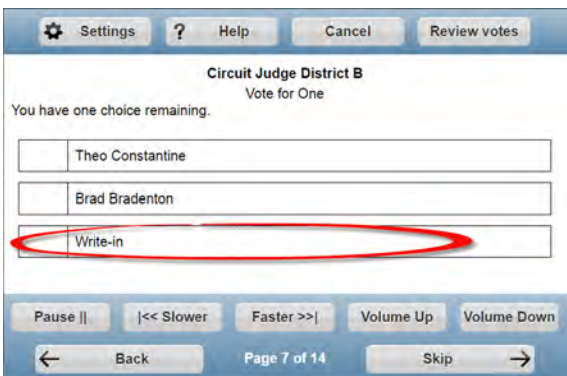 Settings ? Help Cancel Review votes
Circuit Judge District B
Vote for One
You have one choice remaining.
Theo Constantine
Brad Bradenton
Write-in
Pause || |<< Slower Faster >>| Volume Up Volume Down
← Back Page 7 of 14 Skip →